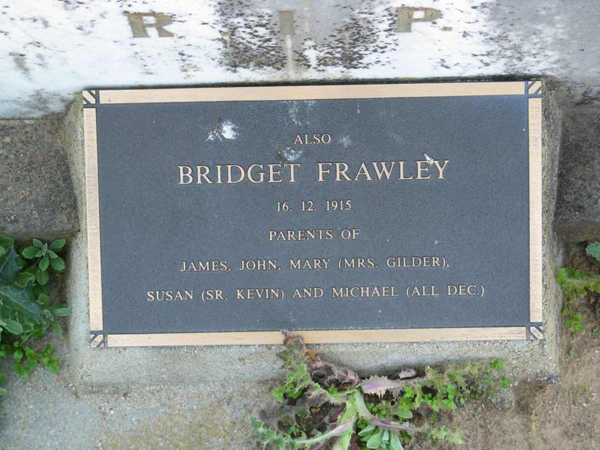 R I P
ALSO
BRIDGET FRAWLEY
16. 12. 1915
PARENTS OF
JAMES, JOHN, MARY (MRS. GILDER),
SUSAN (SR. KEVIN) AND MICHAEL (ALL DEC.)